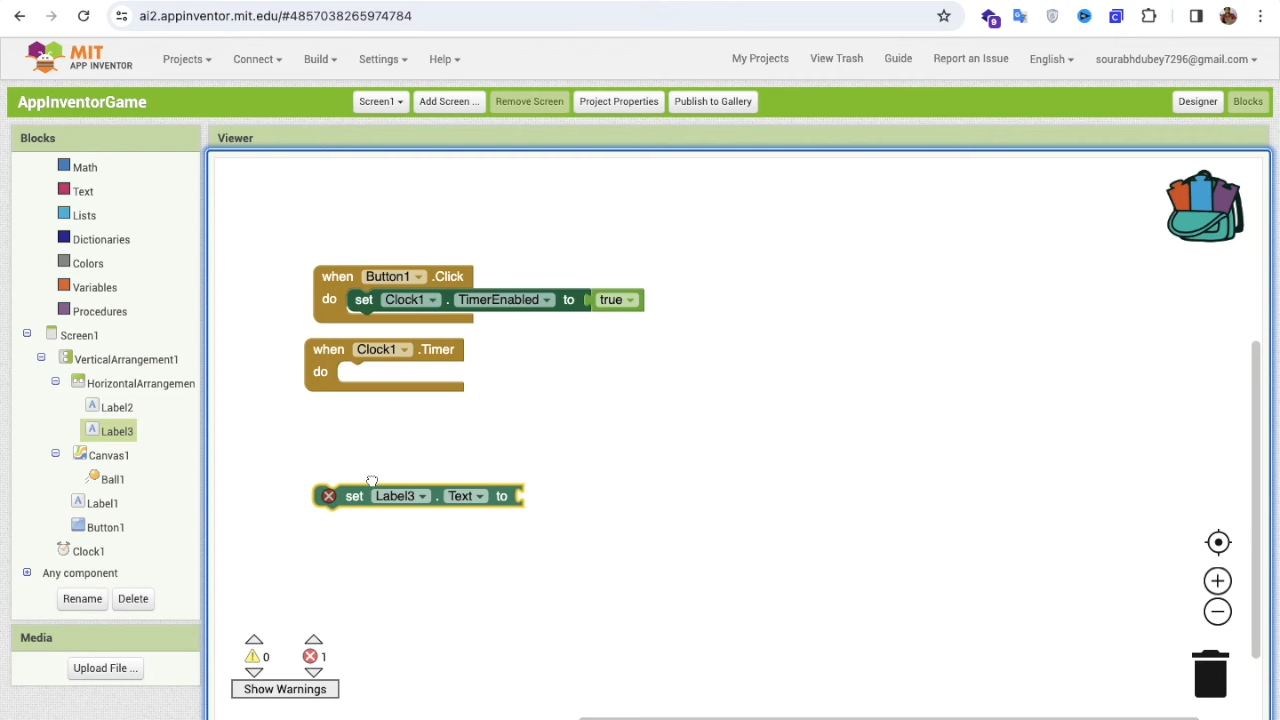 ai2.appinventor.mit.edu/#4857038265974784
9
MIT
APP INVENTOR
Projects
Connect
Build
Settings
Help
My Projects
View Trash
Guide
Report an Issue
English
sourabhdubey7296@gmail.com
AppInventorGame
Screen1
Add Screen ...
Remove Screen
Project Properties
Publish to Gallery
Designer
Blocks
Blocks
Viewer
Math
Text
Lists
Dictionaries
Colors
Variables
Procedures
Screen1
VerticalArrangement1
HorizontalArrangemen
A Label2
A Label3
Canvas1
Ball1
A Label1
Button1
Clock1
Any component
Rename
Delete
Media
Upload File ...
when Button1 .Click
do set Clock1 . TimerEnabled to true
when Clock1 .Timer
do
set Label3 . Text to
0
1
Show Warnings